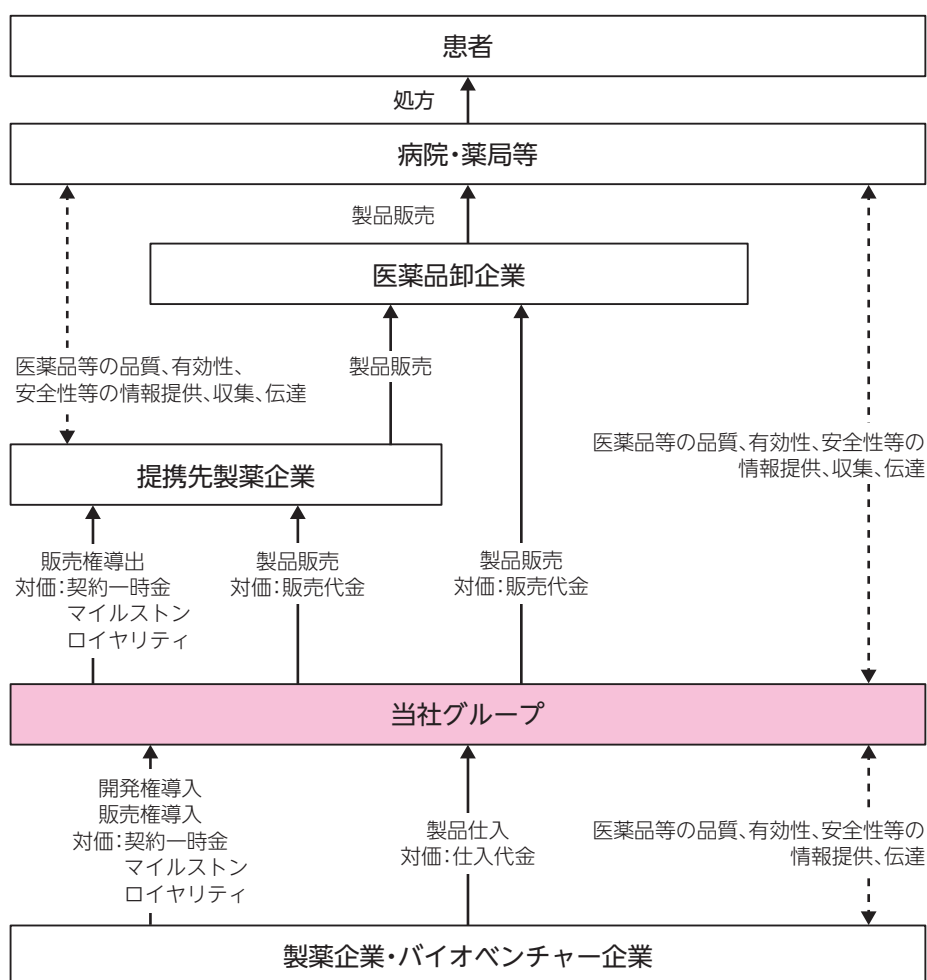 患者
処方
病院・薬局等
製品販売
医薬品卸企業
医薬品等の品質、有効性、
安全性等の情報提供、収集、伝達
製品販売
医薬品等の品質、有効性、安全性等の
情報提供、収集、伝達
提携先製薬企業
販売権導出
対価：契約一時金
マイルストン
ロイヤリティ
製品販売
対価：販売代金
製品販売
対価：販売代金
当社グループ
開発権導入
販売権導入
対価：契約一時金
マイルストン
ロイヤリティ
製品仕入
対価：仕入代金
医薬品等の品質、有効性、安全性等の
情報提供、伝達
製薬企業・バイオベンチャー企業